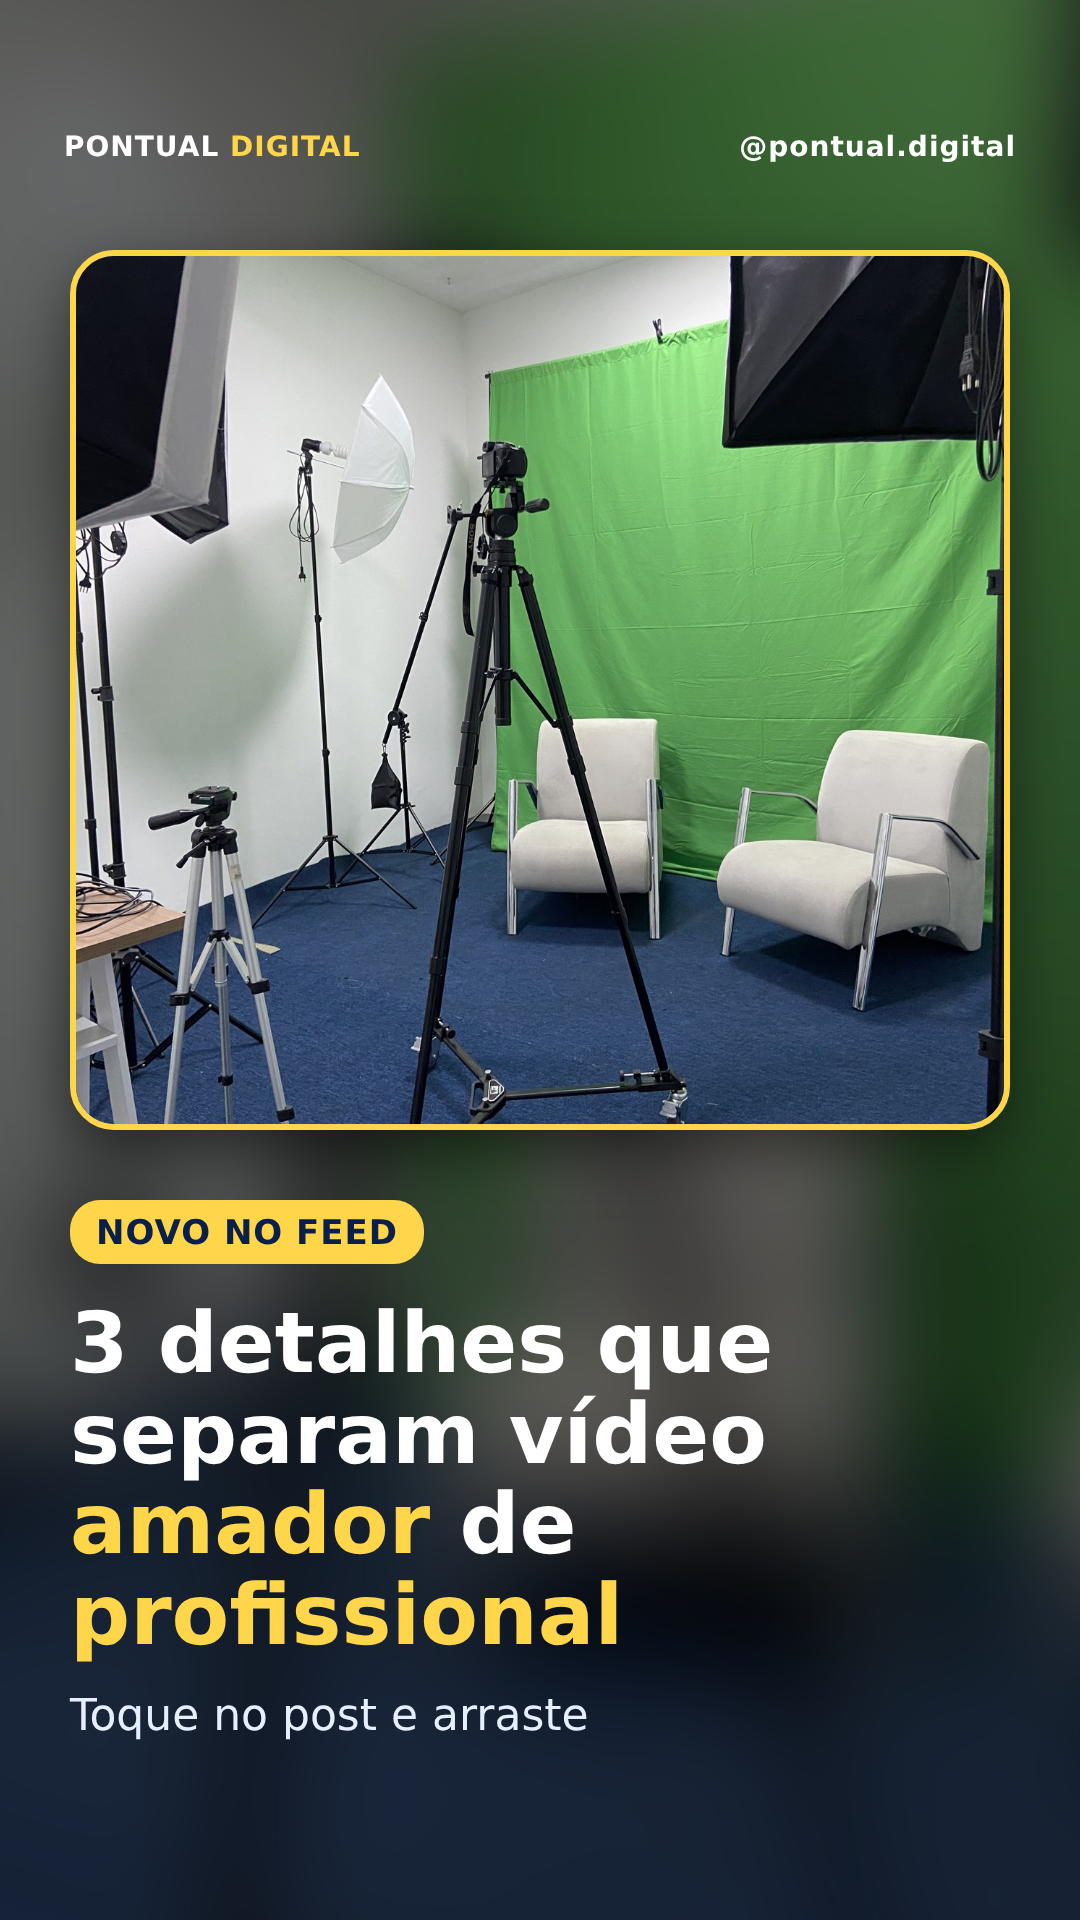 PONTUAL DIGITAL
@pontual.digital
NOVO NO FEED
3 detalhes que
separam vídeo
amador de
profissional
Toque no post e arraste